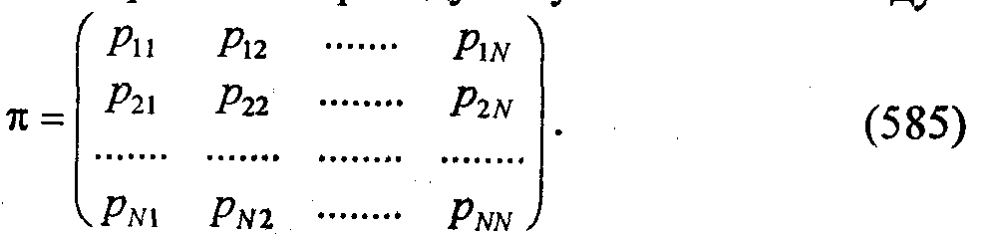 p₁₁ p₁₂ ........ p₁N
π = p₂₁ p₂₂ ........ p₂N . (585)
........ ........ ........ ........
pN₁ pN₂ ........ pNN